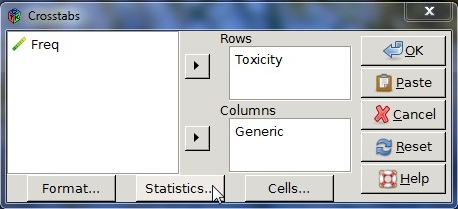 Crosstabs
Freq
Rows
Toxicity
Columns
Generic
OK
Paste
Cancel
Reset
Help
Format...
Statistics...
Cells...